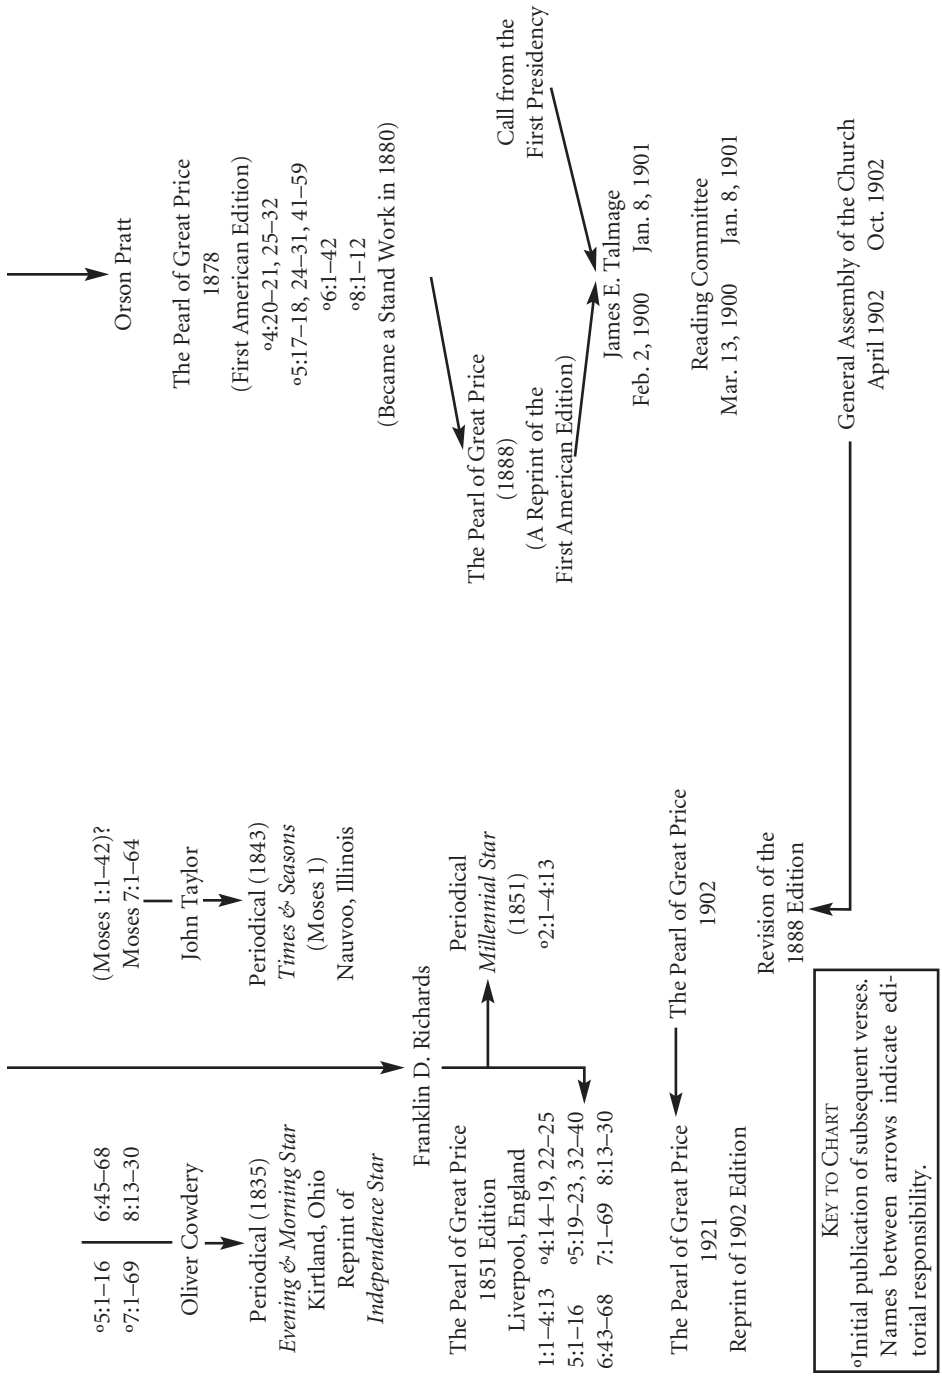 °5:1–16 6:45–68
°7:1–69 8:13–30
Oliver Cowdery
Periodical (1835)
Evening & Morning Star
Kirtland, Ohio
Reprint of
Independence Star
(Moses 1:1–42)?
Moses 7:1–64
John Taylor
Periodical (1843)
Times & Seasons
(Moses 1)
Nauvoo, Illinois
Orson Pratt
The Pearl of Great Price
1878
(First American Edition)
°4:20–21, 25–32
°5:17–18, 24–31, 41–59
°6:1–42
°8:1–12
(Became a Stand Work in 1880)
Franklin D. Richards
The Pearl of Great Price
1851 Edition
Liverpool, England
1:1–4:13 °4:14–19, 22–25
5:1–16 °5:19–23, 32–40
6:43–68 7:1–69 8:13–30
Periodical
Millennial Star
(1851)
°2:1–4:13
The Pearl of Great Price
(1888)
(A Reprint of the
First American Edition)
Call from the
First Presidency
James E. Talmage
Feb. 2, 1900 Jan. 8, 1901
Reading Committee
Mar. 13, 1900 Jan. 8, 1901
The Pearl of Great Price
1921
Reprint of 1902 Edition
The Pearl of Great Price
1902
Revision of the
1888 Edition
General Assembly of the Church
April 1902 Oct. 1902
KEY TO CHART
°Initial publication of subsequent verses.
Names between arrows indicate edi-
torial responsibility.